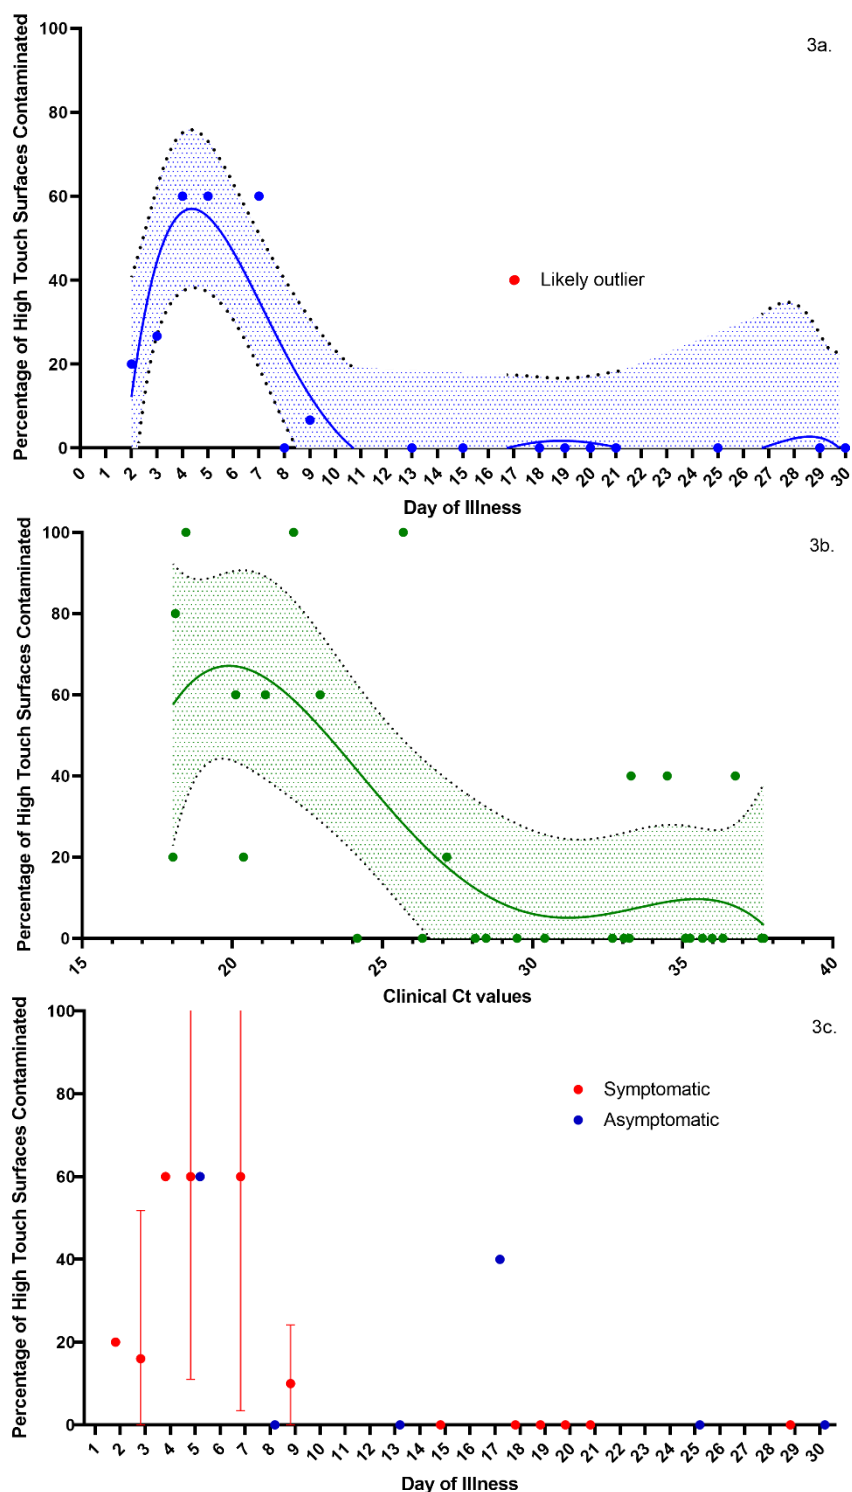 3a.
Percentage of High Touch Surfaces Contaminated
100
80
60
40
20
0
Likely outlier
0 1 2 3 4 5 6 7 8 9 10 11 12 13 14 15 16 17 18 19 20 21 22 23 24 25 26 27 28 29 30
Day of Illness
3b.
Percentage of High Touch Surfaces Contaminated
100
80
60
40
20
0
15 20 25 30 35 40
Clinical Ct values
3c.
Percentage of High Touch Surfaces Contaminated
100
80
60
40
20
0
Symptomatic
Asymptomatic
1 2 3 4 5 6 7 8 9 10 11 12 13 14 15 16 17 18 19 20 21 22 23 24 25 26 27 28 29 30
Day of Illness